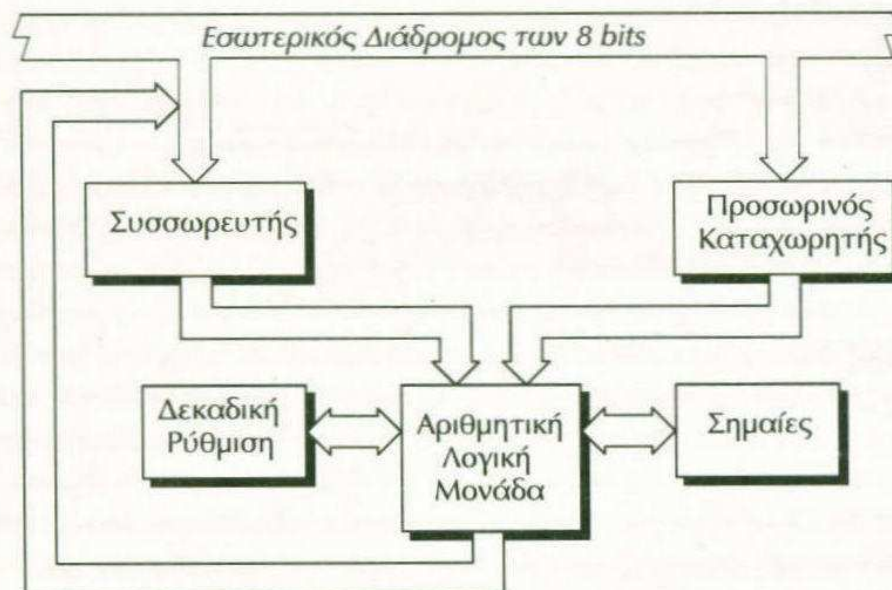 Εσωτερικός Διάδρομος των 8 bits
Συσσωρευτής
Προσωρινός
Καταχωρητής
Δεκαδική
Ρύθμιση
Αριθμητική
Λογική
Μονάδα
Σημαίες